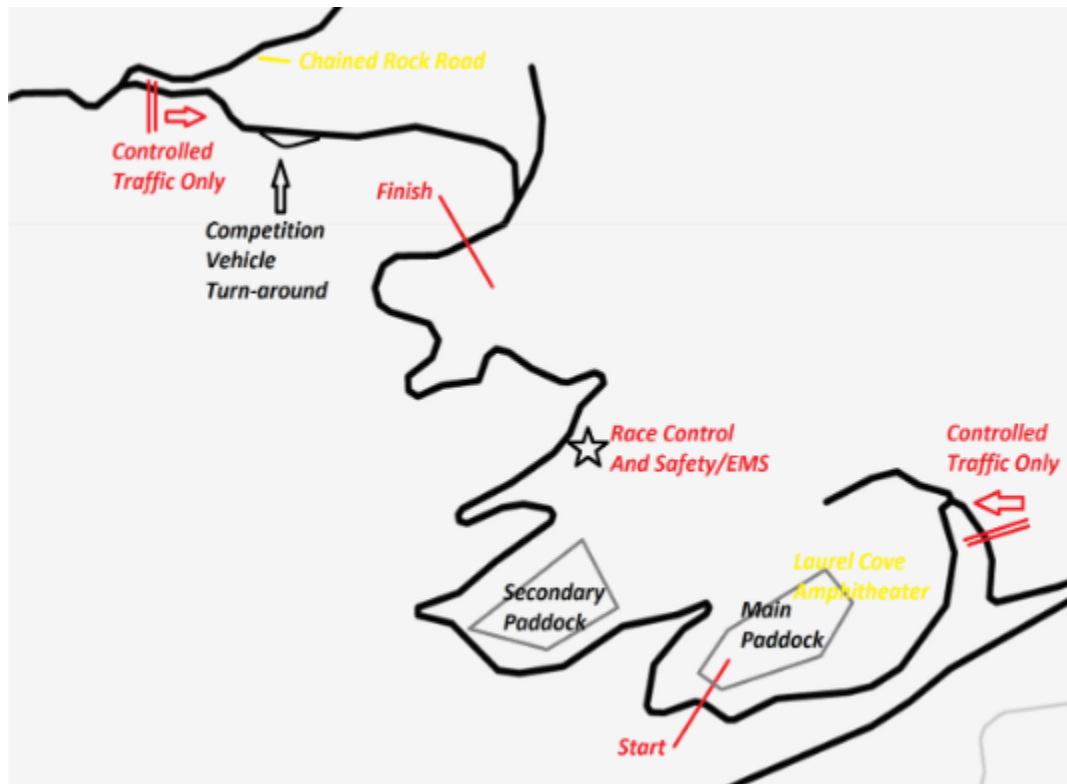 Chained Rock Road
Controlled
Traffic Only
Finish
Competition
Vehicle
Turn-around
Race Control
And Safety/EMS
Controlled
Traffic Only
Laurel Cove
Amphitheater
Secondary
Paddock
Main
Paddock
Start